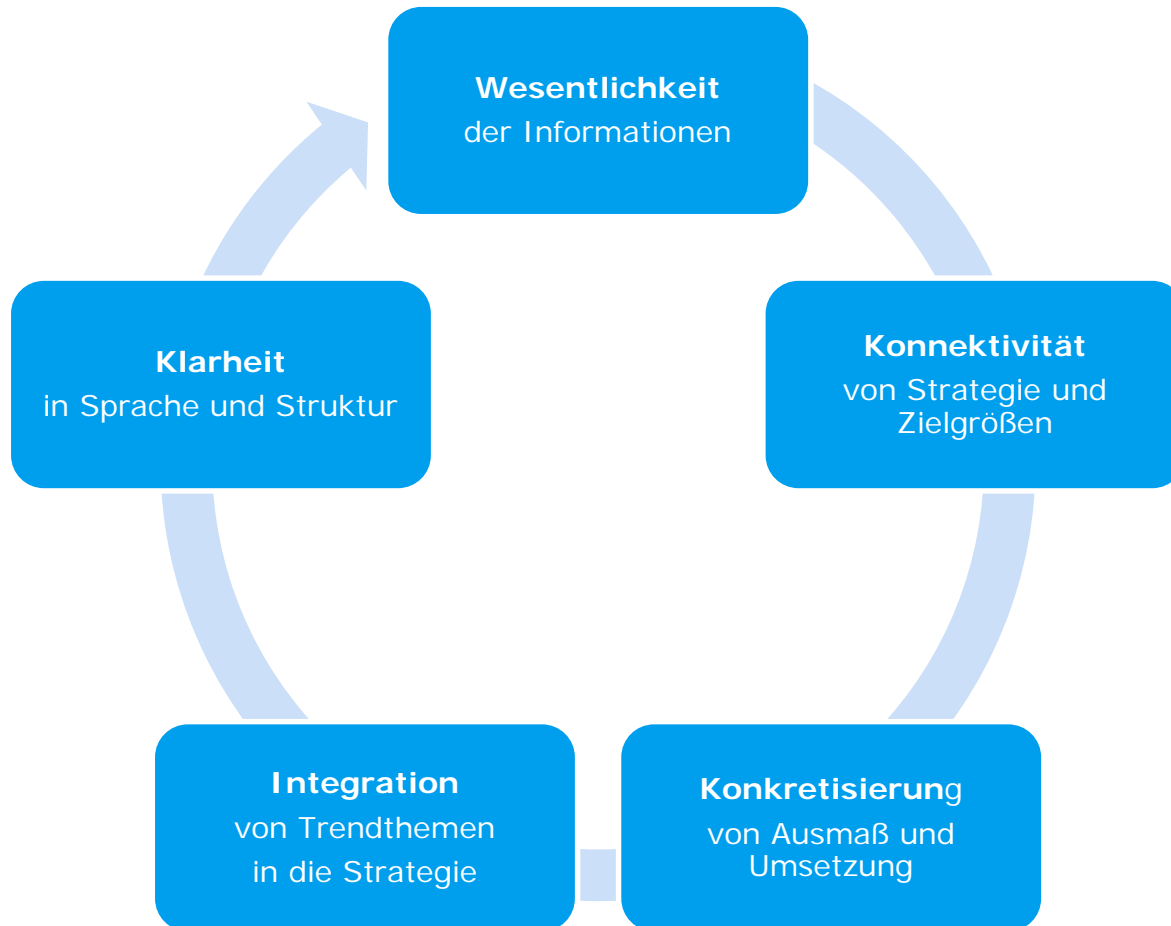 Wesentlichkeit
der Informationen
Konnektivität
von Strategie und
Zielgrößen
Konkretisierung
von Ausmaß und
Umsetzung
Integration
von Trendthemen
in die Strategie
Klarheit
in Sprache und Struktur